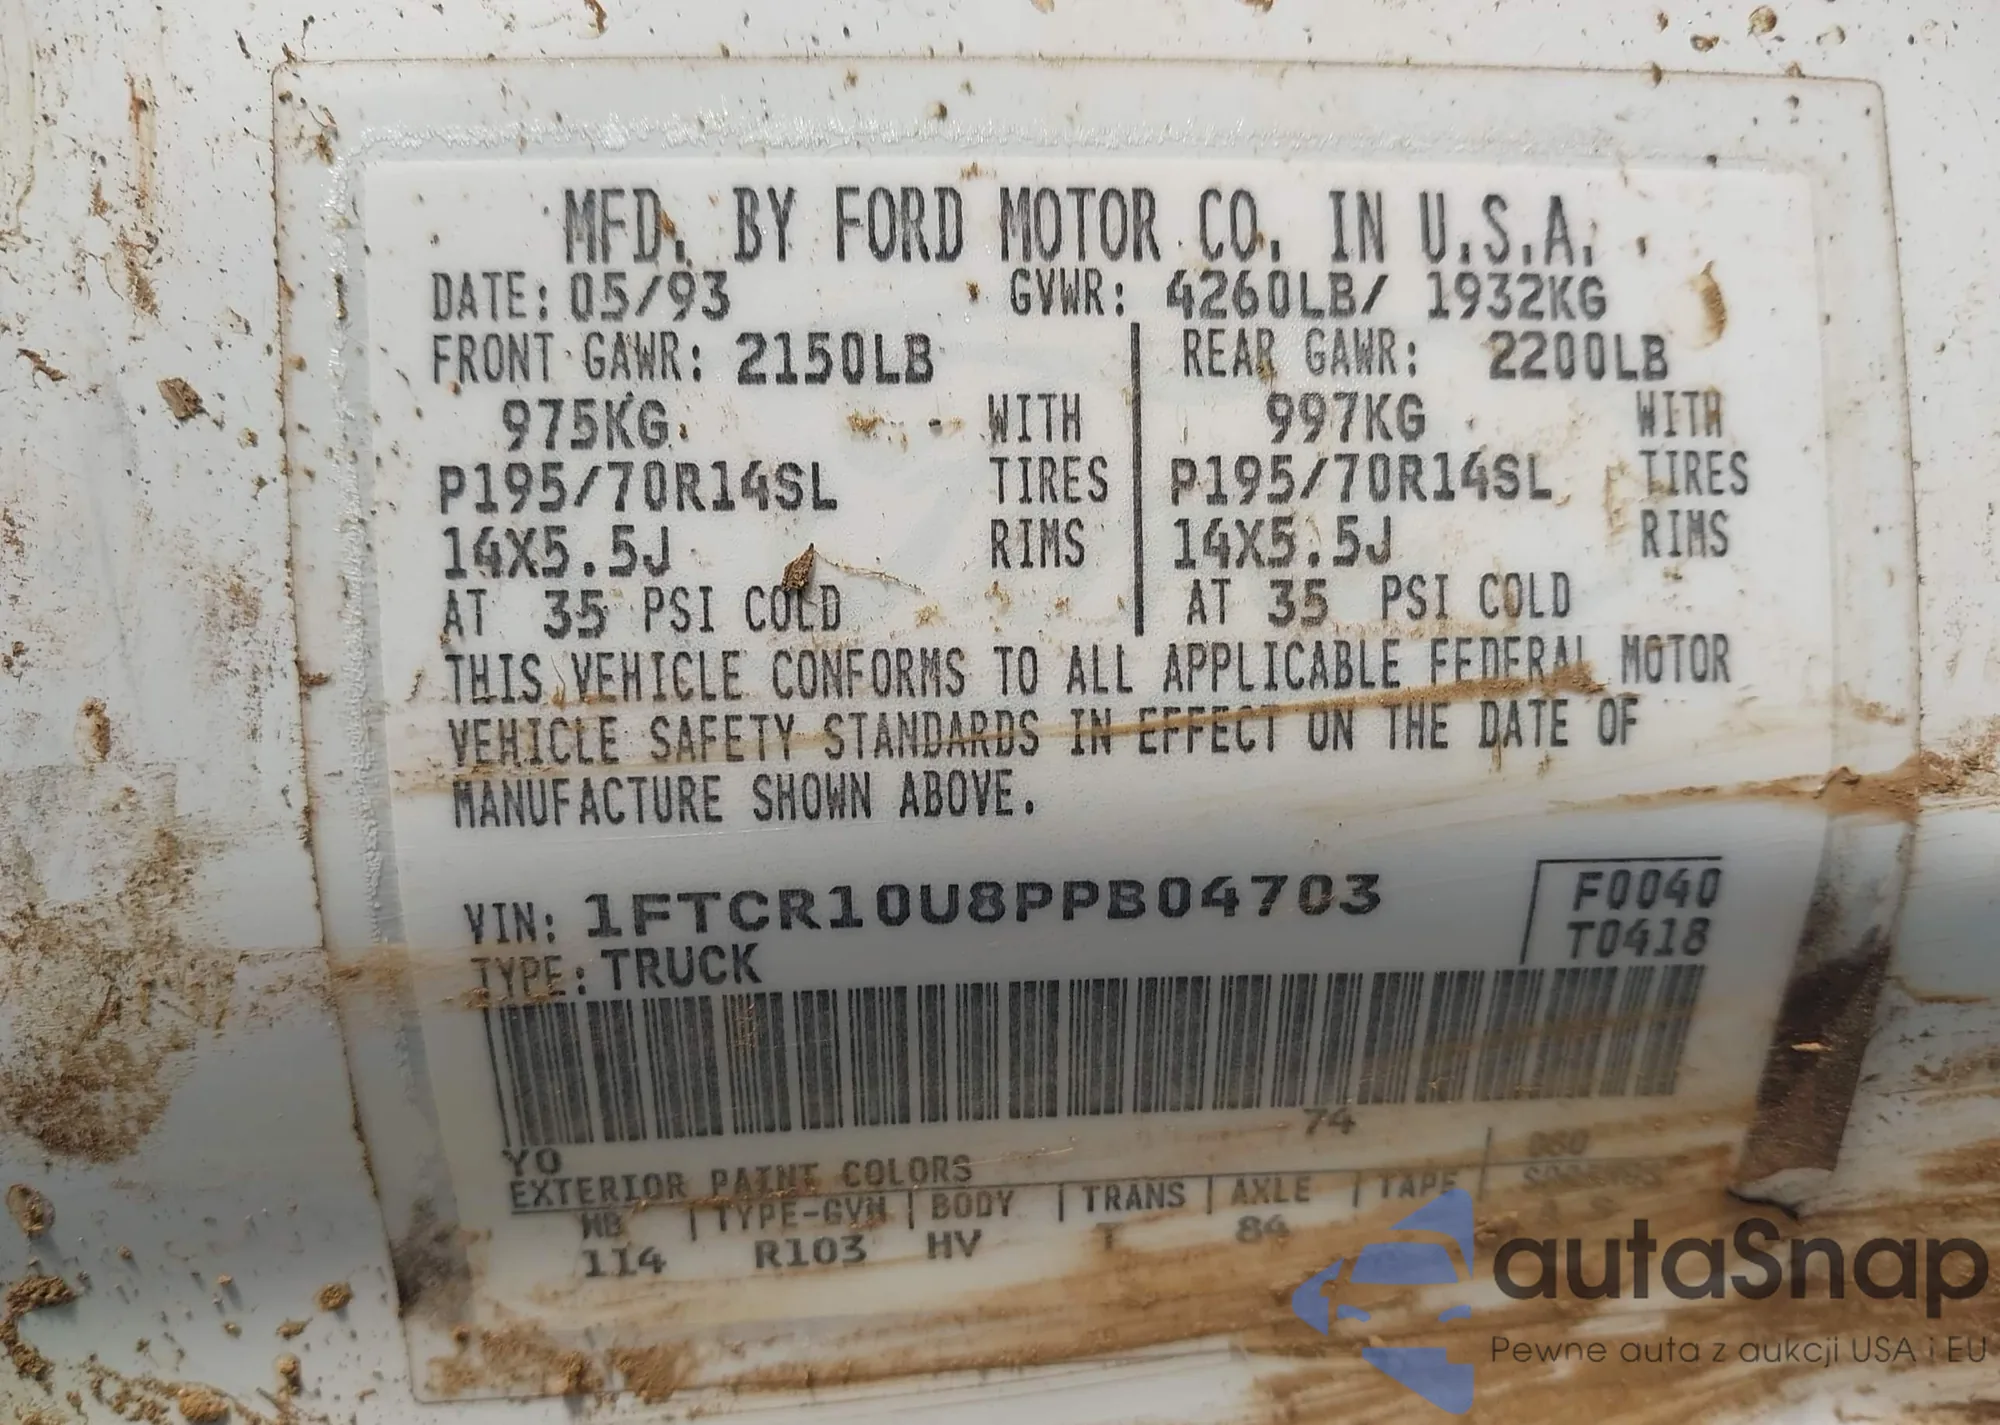 MFD. BY FORD MOTOR CO. IN U.S.A.
DATE: 05/93 GVWR: 4260LB/ 1932KG
FRONT GAWR: 2150LB REAR GAWR: 2200LB
975KG WITH 997KG WITH
P195/70R14SL TIRES P195/70R14SL TIRES
14X5.5J RIMS 14X5.5J RIMS
AT 35 PSI COLD AT 35 PSI COLD
THIS VEHICLE CONFORMS TO ALL APPLICABLE FEDERAL MOTOR
VEHICLE SAFETY STANDARDS IN EFFECT ON THE DATE OF
MANUFACTURE SHOWN ABOVE.
VIN: 1FTCR10U8PPB04703 F0040
TYPE: TRUCK T0418
74
YO
EXTERIOR PAINT COLORS DSO
WB | TYPE-GVM | BODY | TRANS | AXLE | TAPE
114 R103 HV T 84
autaSnap
Pewne auta z aukcji USA i EU